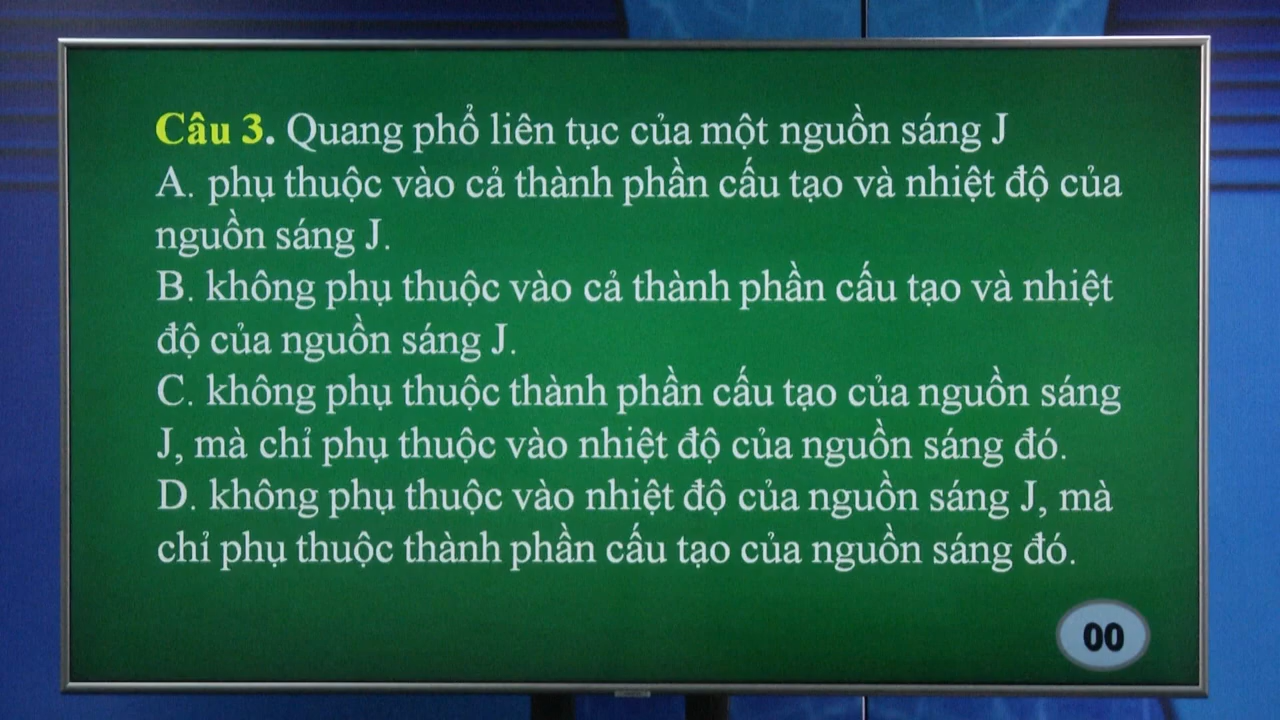 Câu 3. Quang phổ liên tục của một nguồn sáng J
A. phụ thuộc vào cả thành phần cấu tạo và nhiệt độ của
nguồn sáng J.
B. không phụ thuộc vào cả thành phần cấu tạo và nhiệt
độ của nguồn sáng J.
C. không phụ thuộc thành phần cấu tạo của nguồn sáng
J, mà chỉ phụ thuộc vào nhiệt độ của nguồn sáng đó.
D. không phụ thuộc vào nhiệt độ của nguồn sáng J, mà
chỉ phụ thuộc thành phần cấu tạo của nguồn sáng đó.
00